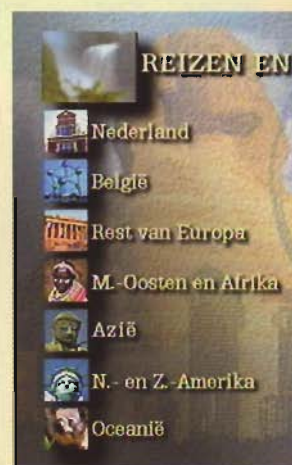 REIZEN EN
Nederland
België
Rest van Europa
M.-Oosten en Afrika
Azië
N.- en Z.-Amerika
Oceanië